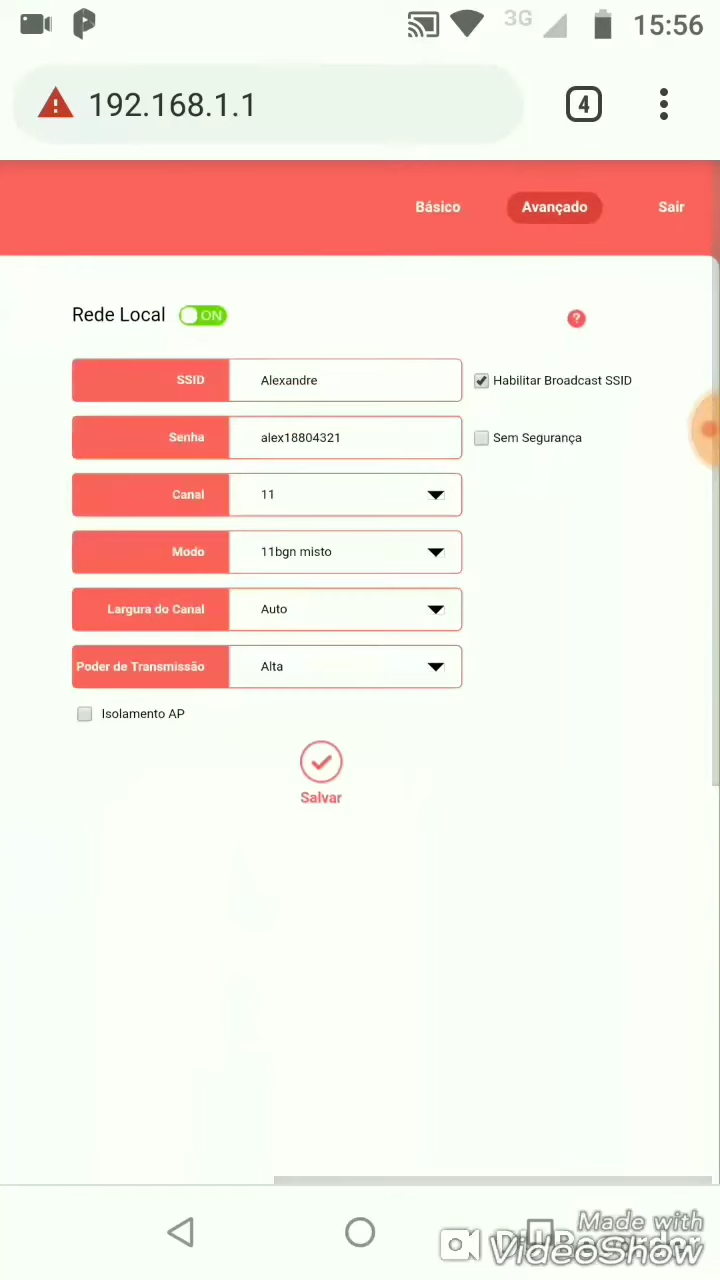 3G 15:56
192.168.1.1 4
Básico Avançado Sair
Rede Local ON ?
SSID Alexandre Habilitar Broadcast SSID
Senha alex18804321 Sem Segurança
Canal 11
Modo 11bgn misto
Largura do Canal Auto
Poder de Transmissão Alta
Isolamento AP
Salvar
Made with
VideoShow